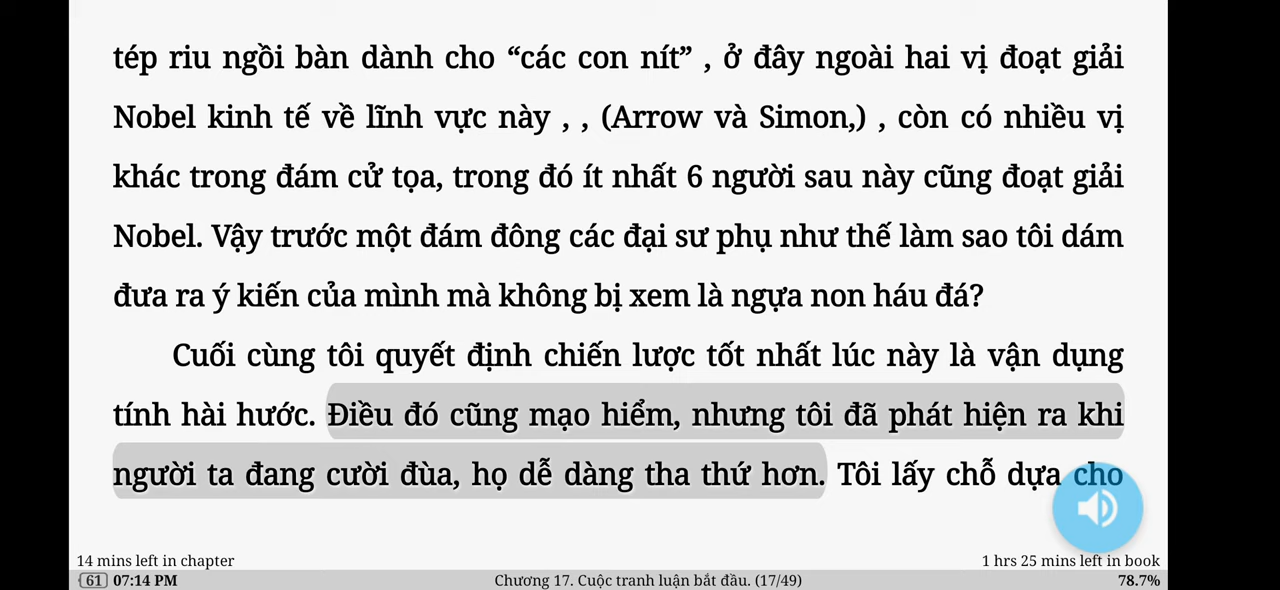 tép riu ngồi bàn dành cho “các con nít” , ở đây ngoài hai vị đoạt giải
Nobel kinh tế về lĩnh vực này , , (Arrow và Simon,) , còn có nhiều vị
khác trong đám cử tọa, trong đó ít nhất 6 người sau này cũng đoạt giải
Nobel. Vậy trước một đám đông các đại sư phụ như thế làm sao tôi dám
đưa ra ý kiến của mình mà không bị xem là ngựa non háu đá?
Cuối cùng tôi quyết định chiến lược tốt nhất lúc này là vận dụng
tính hài hước. Điều đó cũng mạo hiểm, nhưng tôi đã phát hiện ra khi
người ta đang cười đùa, họ dễ dàng tha thứ hơn. Tôi lấy chỗ dựa cho
14 mins left in chapter 1 hrs 25 mins left in book
61 07:14 PM Chương 17. Cuộc tranh luận bắt đầu. (17/49) 78.7%